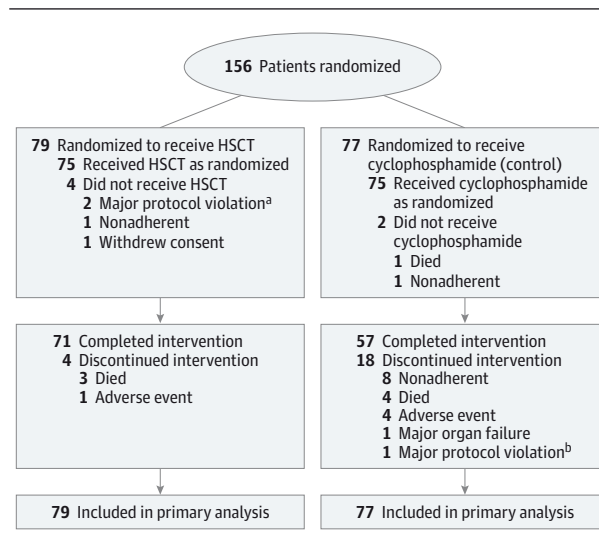 156 Patients randomized
79 Randomized to receive HSCT
75 Received HSCT as randomized
4 Did not receive HSCT
2 Major protocol violationa
1 Nonadherent
1 Withdrew consent
77 Randomized to receive
cyclophosphamide (control)
75 Received cyclophosphamide
as randomized
2 Did not receive
cyclophosphamide
1 Died
1 Nonadherent
71 Completed intervention
4 Discontinued intervention
3 Died
1 Adverse event
57 Completed intervention
18 Discontinued intervention
8 Nonadherent
4 Died
4 Adverse event
1 Major organ failure
1 Major protocol violationb
79 Included in primary analysis
77 Included in primary analysis